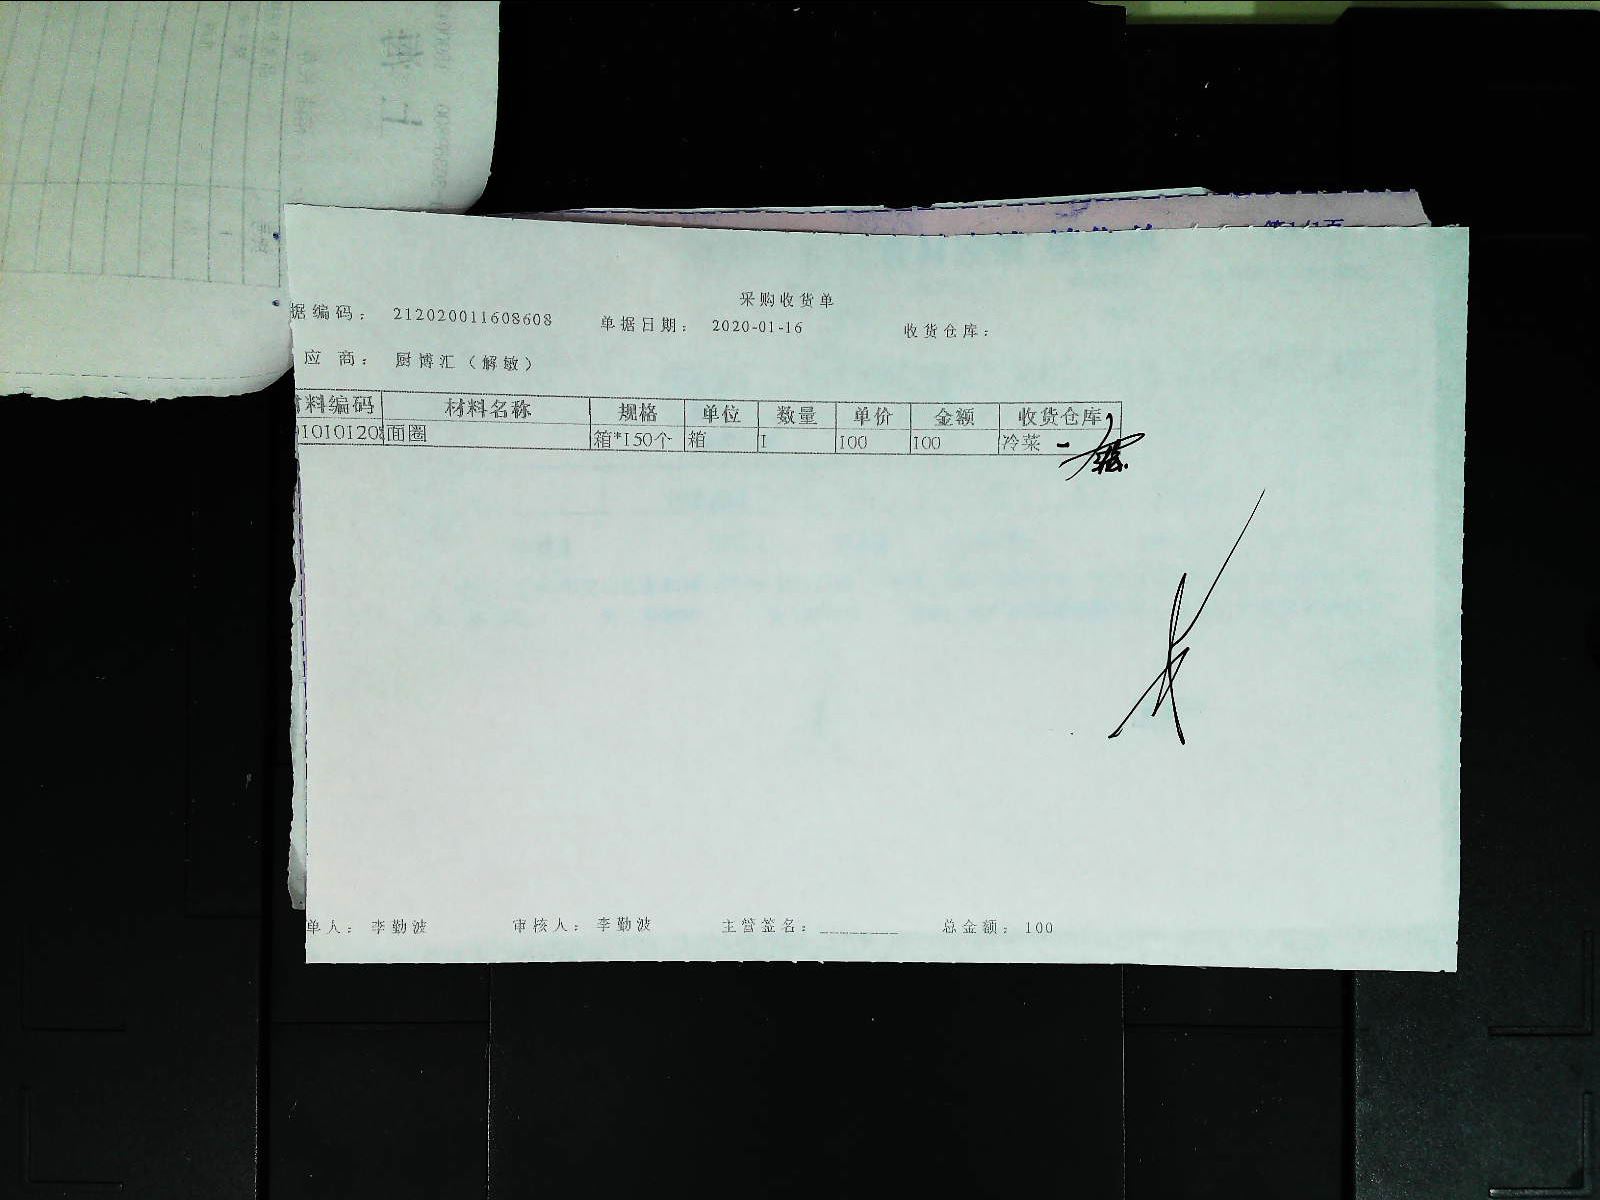 采购收货单
据编码：212020011608608 单据日期：2020-01-16 收货仓库：
应 商：厨博汇（解敏）
材料编码 材料名称 规格 单位 数量 单价 金额 收货仓库
面圈 箱*150个 箱 1 100 100 冷菜
单人：李勤波 审核人：李勤波 主管签名：________ 总金额：100